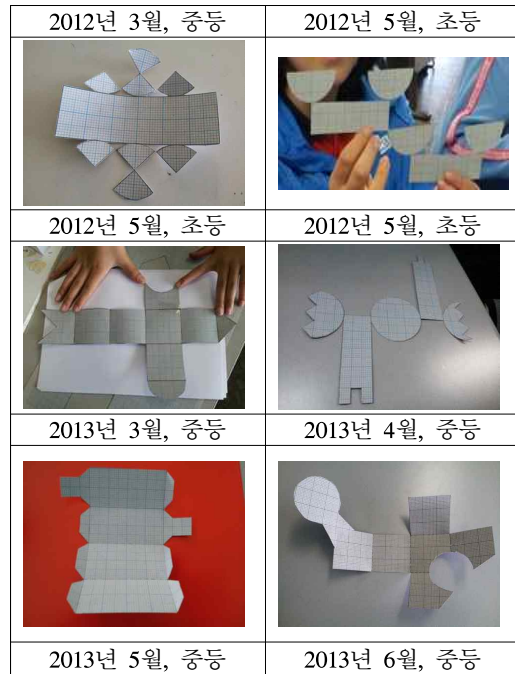 2012년 3월, 중등
2012년 5월, 초등
2012년 5월, 초등
2012년 5월, 초등
2013년 3월, 중등
2013년 4월, 중등
2013년 5월, 중등
2013년 6월, 중등